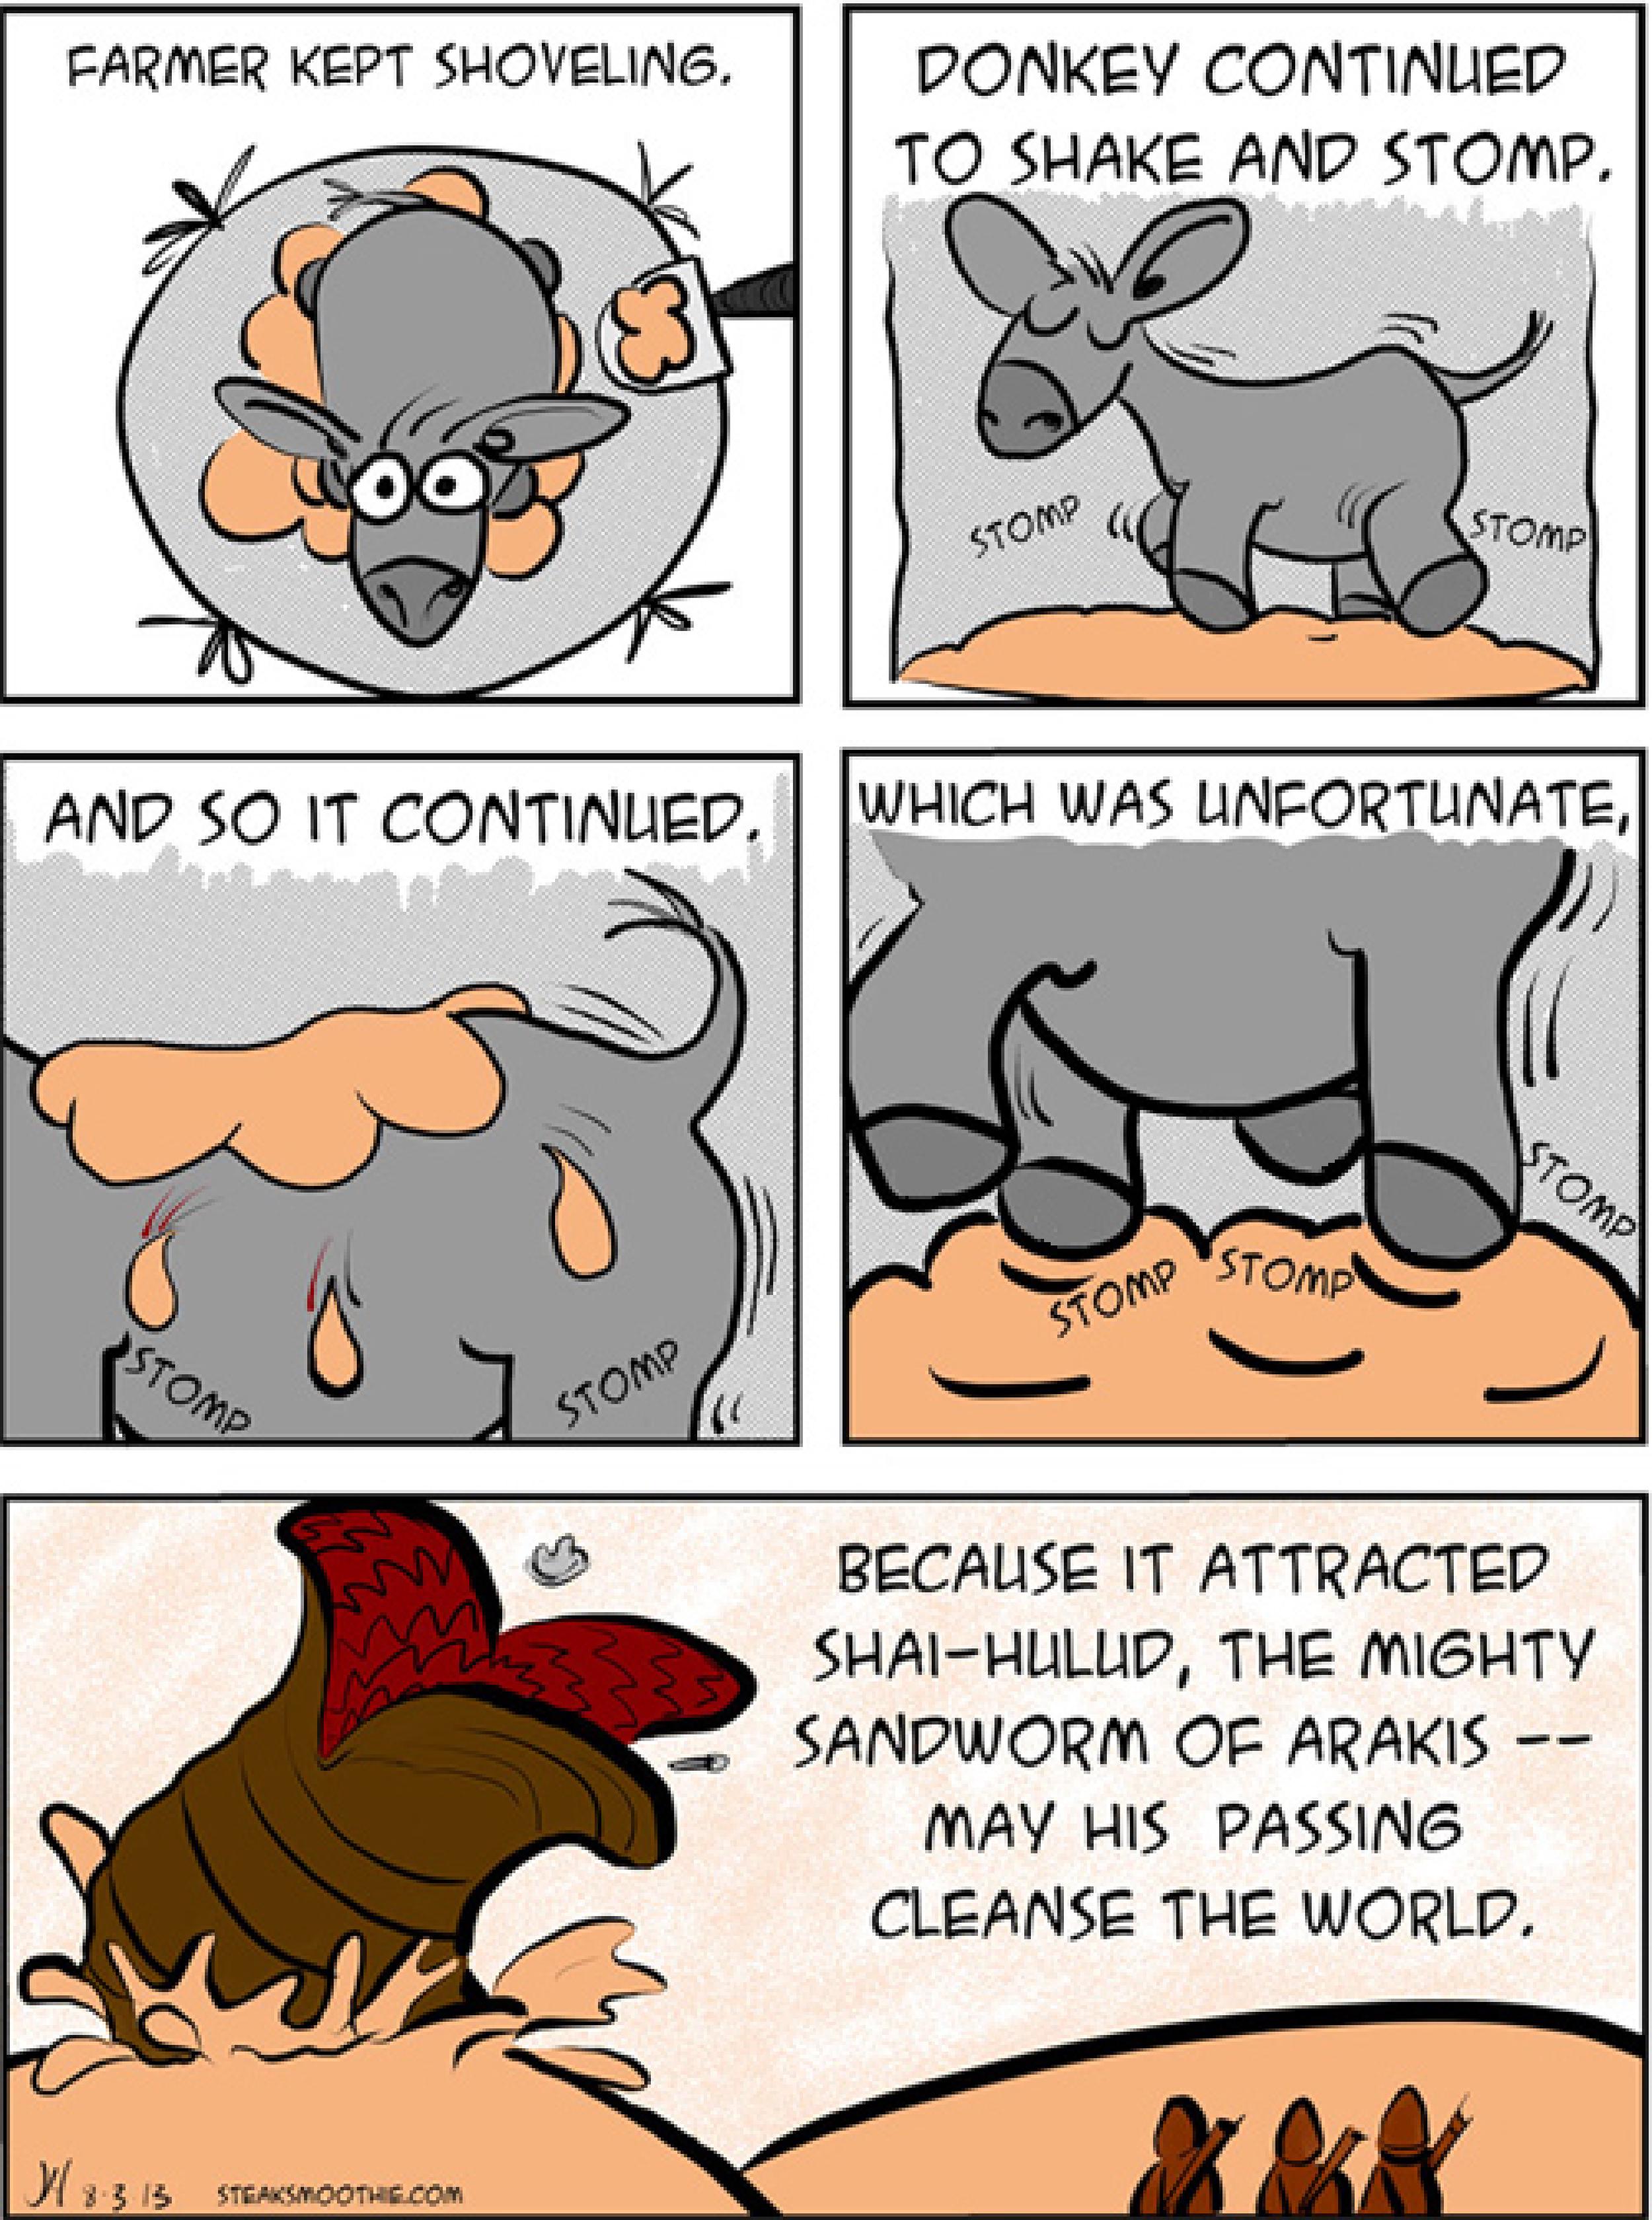 FARMER KEPT SHOVELING.
DONKEY CONTINUED
TO SHAKE AND STOMP.
STOMP
STOMP
AND SO IT CONTINUED.
STOMP
STOMP
WHICH WAS UNFORTUNATE,
STOMP
STOMP
STOMP
BECAUSE IT ATTRACTED
SHAI-HULUD, THE MIGHTY
SANDWORM OF ARAKIS --
MAY HIS PASSING
CLEANSE THE WORLD.
8-3-13
STEAKSMOOTHIE.COM